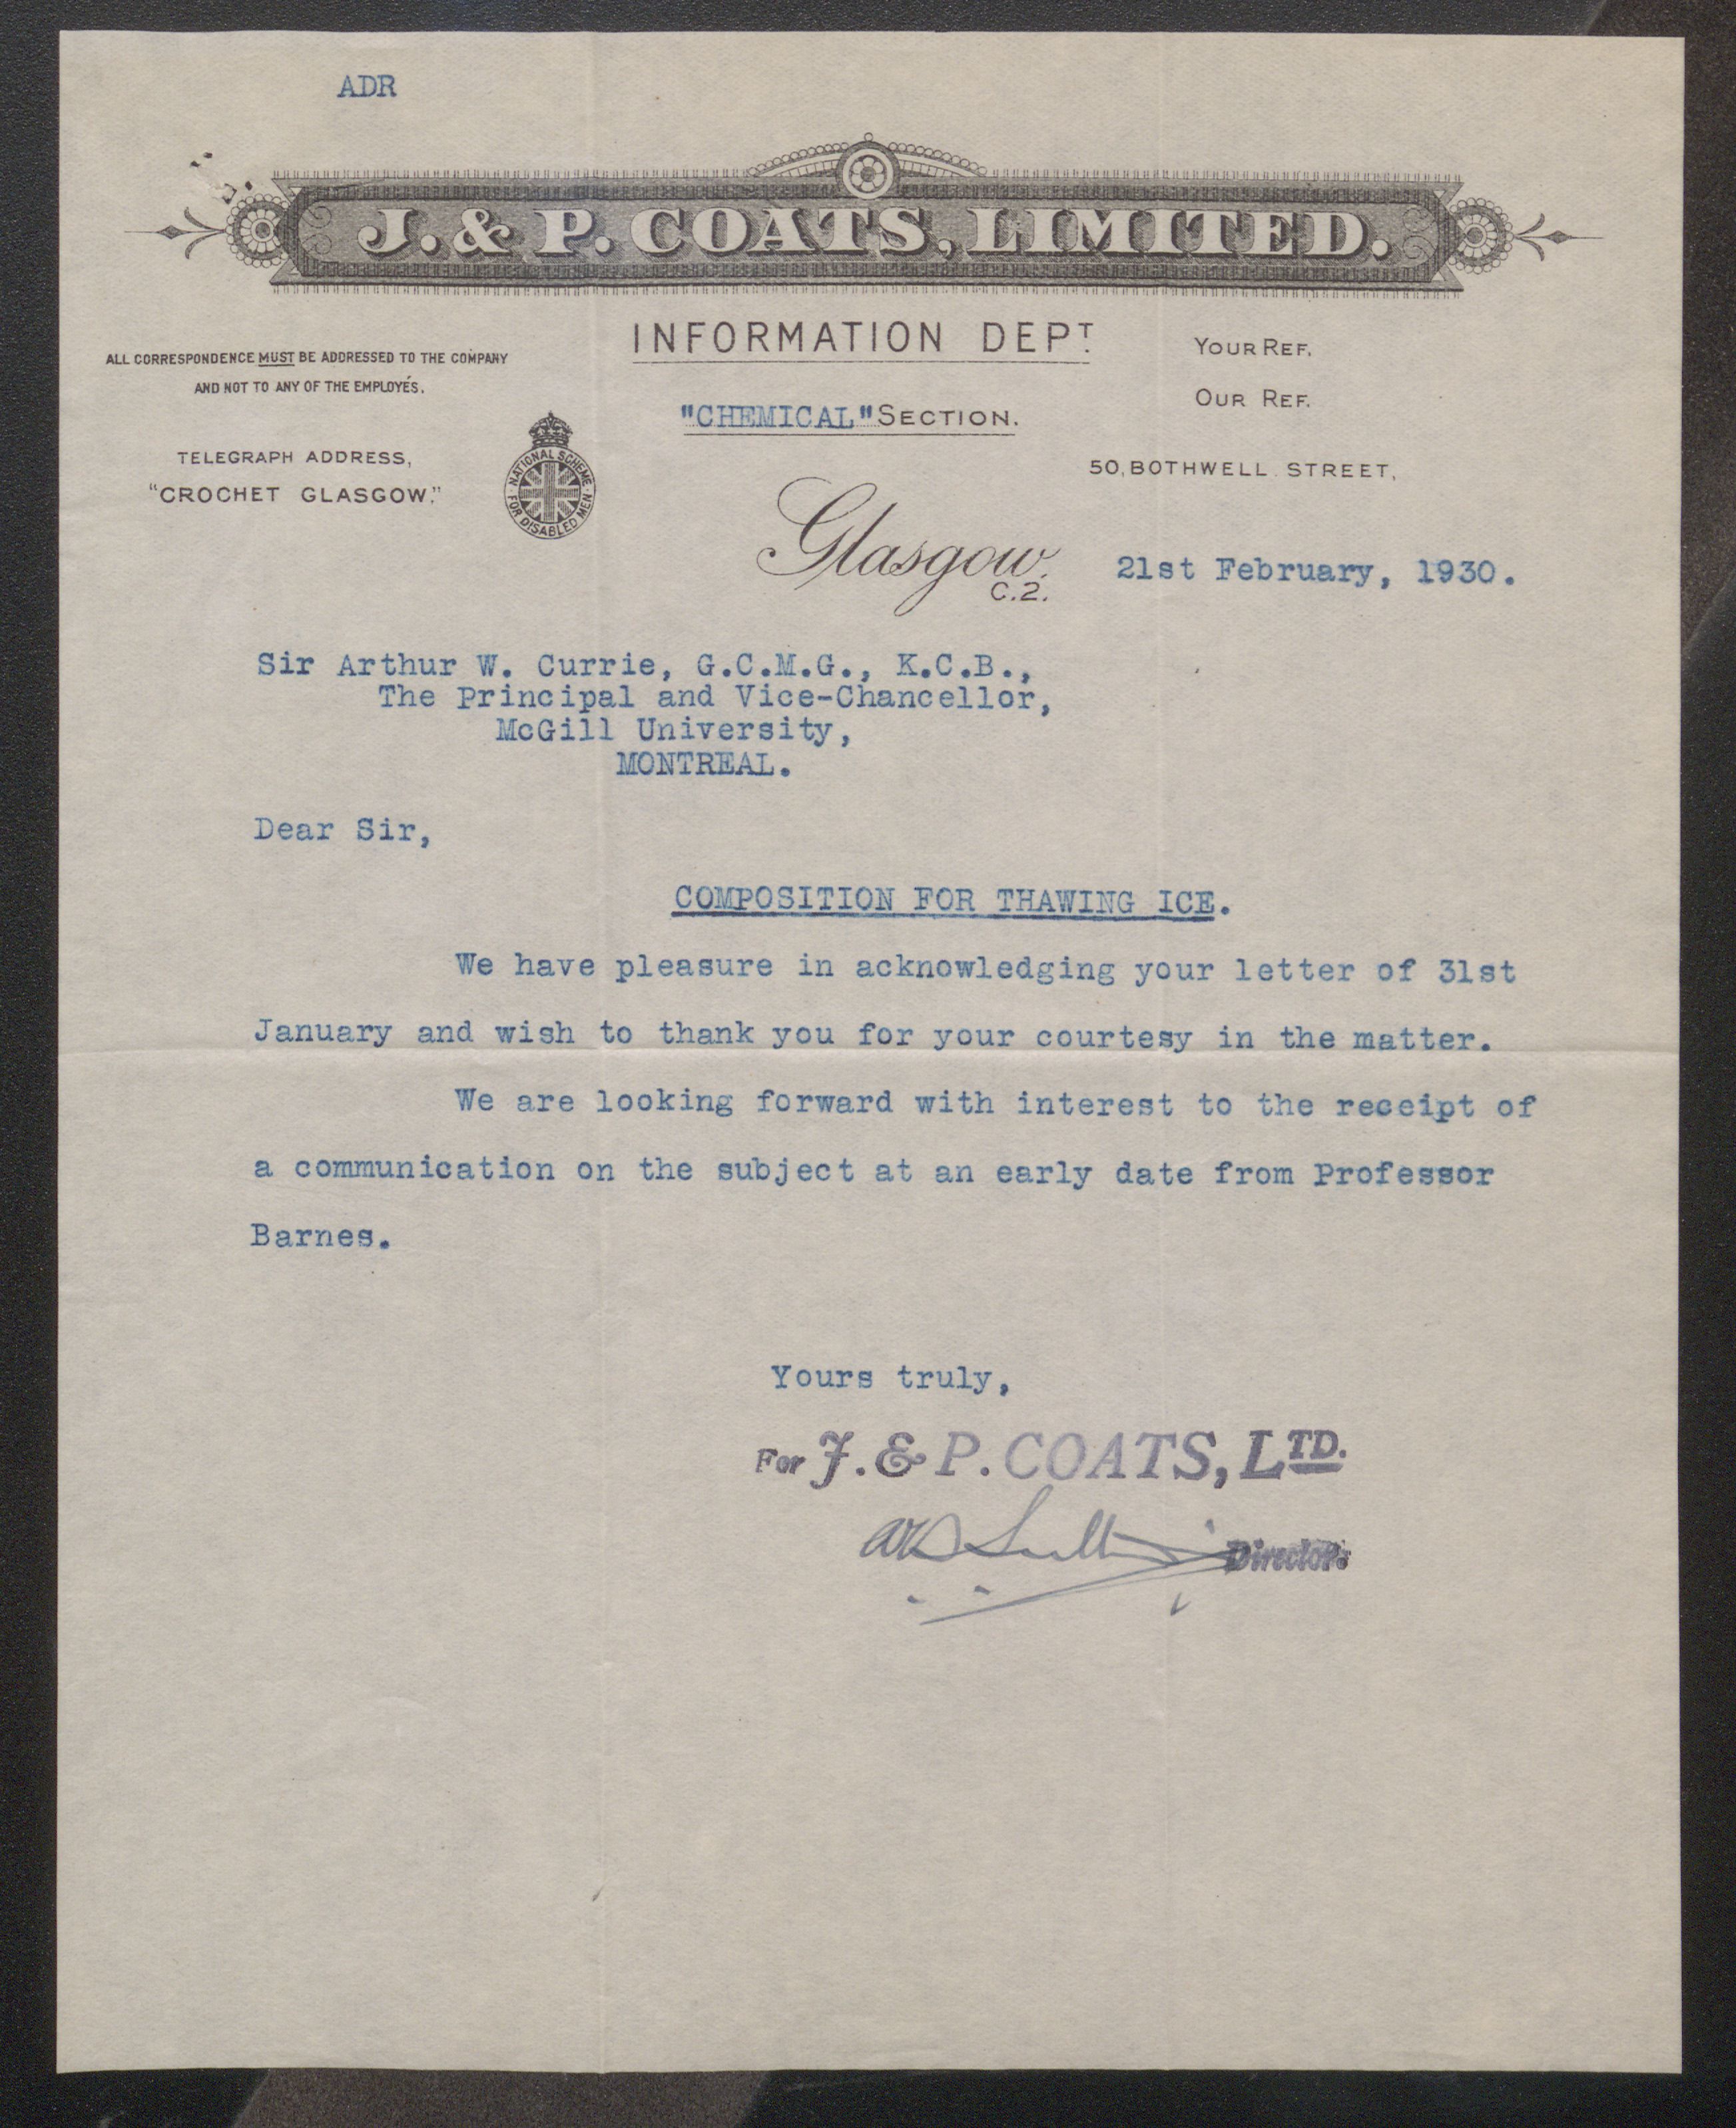 ADR
J. & P. COATS, LIMITED.
INFORMATION DEPT.
YOUR REF.
ALL CORRESPONDENCE MUST BE ADDRESSED TO THE COMPANY
AND NOT TO ANY OF THE EMPLOYÉS.
OUR REF.
"CHEMICAL" SECTION.
TELEGRAPH ADDRESS,
"CROCHET GLASGOW."
NATIONAL SCHEME
FOR DISABLED MEN
50, BOTHWELL STREET,
Glasgow,
C.2.
21st February, 1930.
Sir Arthur W. Currie, G.C.M.G., K.C.B.,
The Principal and Vice-Chancellor,
McGill University,
MONTREAL.
Dear Sir,
COMPOSITION FOR THAWING ICE.
We have pleasure in acknowledging your letter of 31st
January and wish to thank you for your courtesy in the matter.
We are looking forward with interest to the receipt of
a communication on the subject at an early date from Professor
Barnes.
Yours truly,
For J. & P. COATS, LTD.
Director.